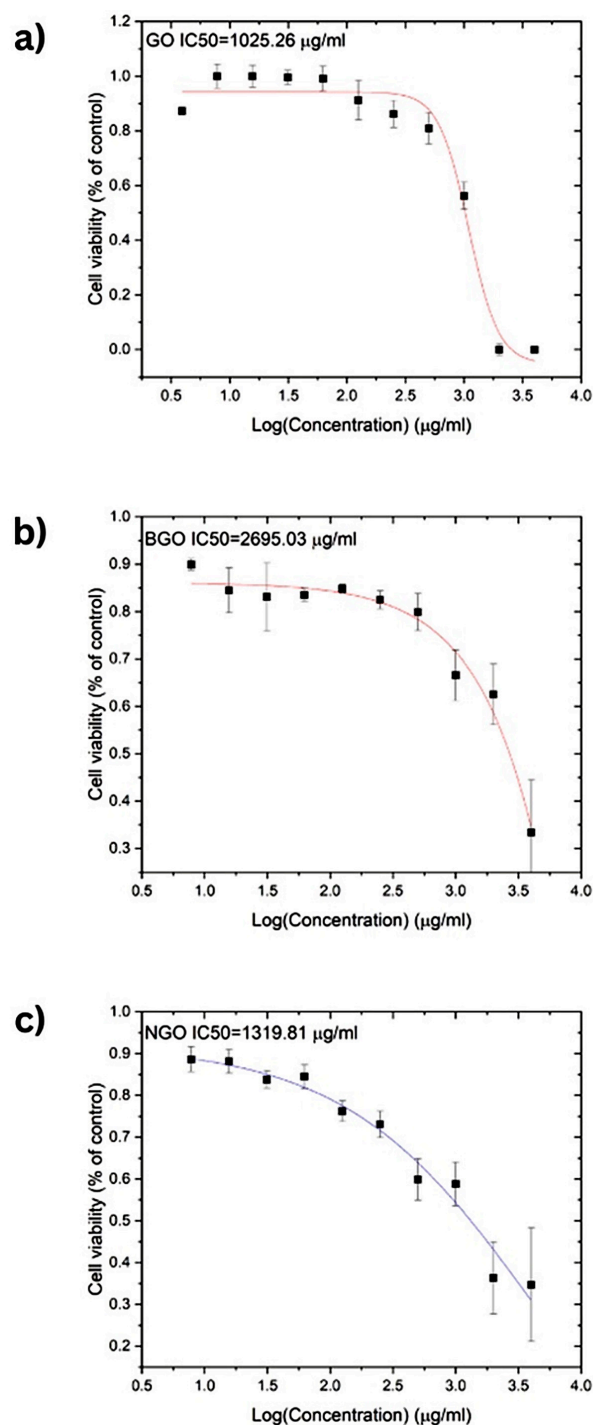 a)
GO IC50=1025.26 μg/ml
Cell viability (% of control)
1.2
1.0
0.8
0.6
0.4
0.2
0.0
0.5 1.0 1.5 2.0 2.5 3.0 3.5 4.0
Log(Concentration) (μg/ml)
b)
BGO IC50=2695.03 μg/ml
Cell viability (% of control)
1.0
0.9
0.8
0.7
0.6
0.5
0.4
0.3
0.5 1.0 1.5 2.0 2.5 3.0 3.5 4.0
Log(Concentration) (μg/ml)
c)
NGO IC50=1319.81 μg/ml
Cell viability (% of control)
1.0
0.9
0.8
0.7
0.6
0.5
0.4
0.3
0.2
0.5 1.0 1.5 2.0 2.5 3.0 3.5 4.0
Log(Concentration) (μg/ml)